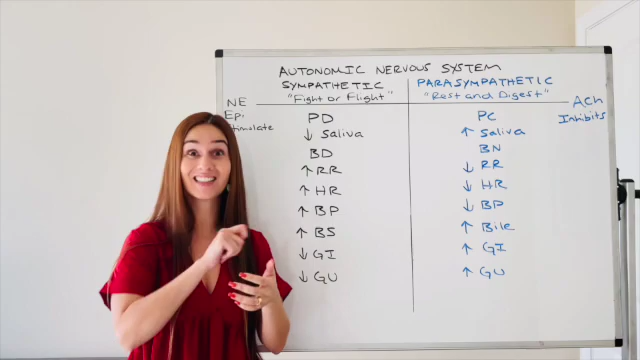 AUTONOMIC NERVOUS SYSTEM
SYMPATHETIC PARASYMPATHETIC
"Fight or Flight" "Rest and Digest"
NE ACh
Epi PD PC Inhibits
Stimulate ↓ Saliva ↑ Saliva
BD BN
↑ RR ↓ RR
↑ HR ↓ HR
↑ BP ↓ BP
↑ BS ↑ Bile
↓ GI ↑ GI
↓ GU ↑ GU